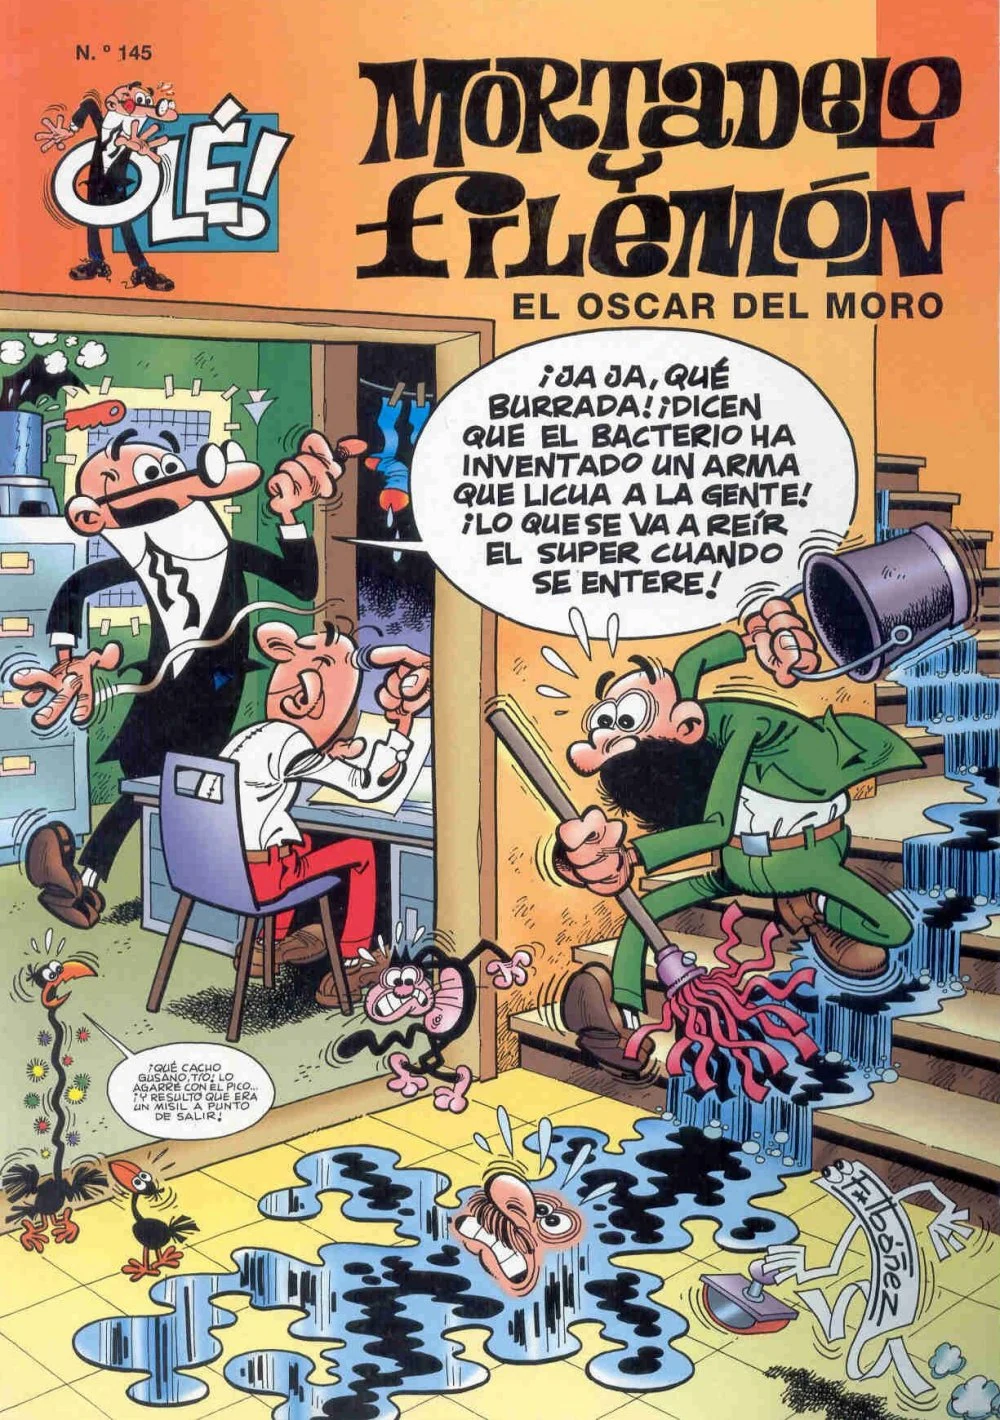 N.º 145
OLÉ!
MORTADELO
Y
FILEMÓN
EL OSCAR DEL MORO
¡JA JA, QUÉ
BURRADA! ¡DICEN
QUE EL BACTERIO HA
INVENTADO UN ARMA
QUE LICUA A LA GENTE!
¡LO QUE SE VA A REÍR
EL SUPER CUANDO
SE ENTERE!
¡QUÉ CACHO
GUSANO, TÍO! LO
AGARRÉ CON EL PICO...
¡Y RESULTÓ QUE ERA
UN MISIL A PUNTO
DE SALIR!
F. Ibáñez